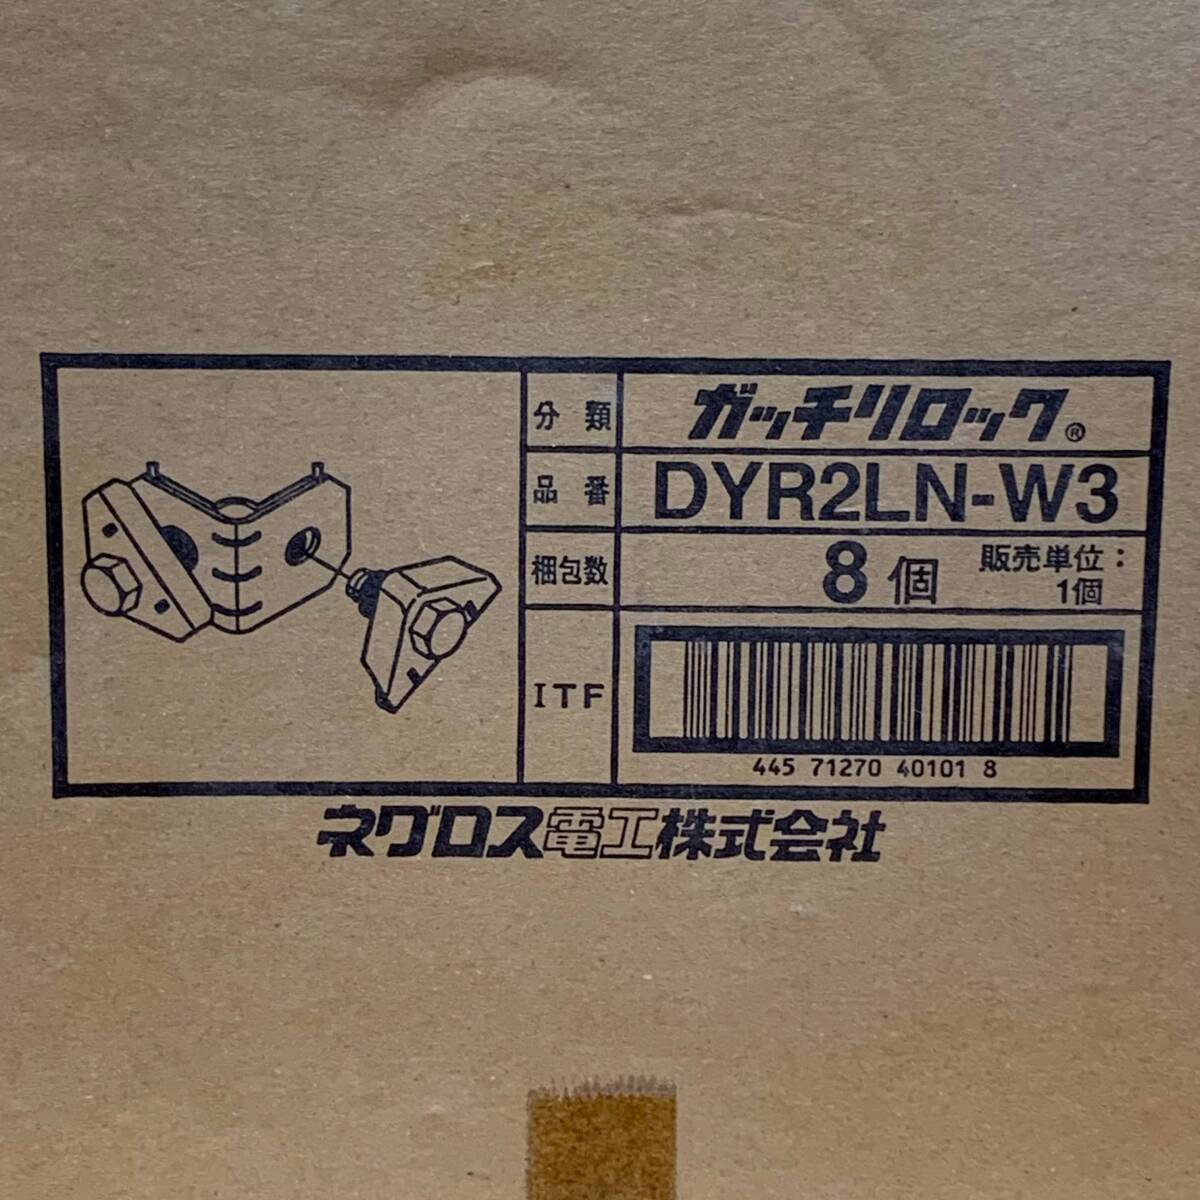 分類 ガッチリロック®
品番 DYR2LN-W3
梱包数 8個 販売単位：1個
ITF
445 71270 40101 8
ネグロス電工株式会社